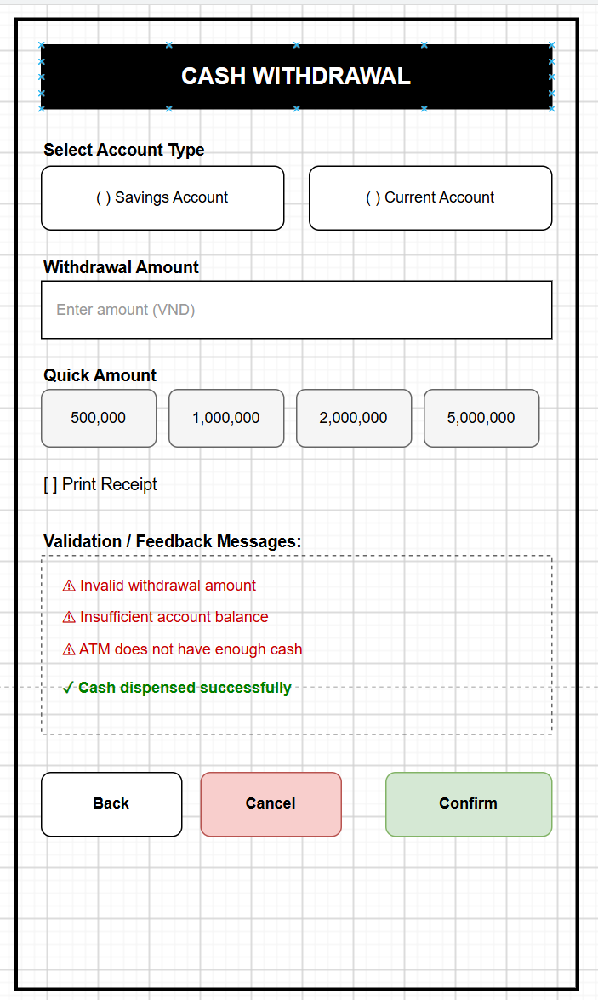 CASH WITHDRAWAL
Select Account Type
( ) Savings Account
( ) Current Account
Withdrawal Amount
Enter amount (VND)
Quick Amount
500,000
1,000,000
2,000,000
5,000,000
[ ] Print Receipt
Validation / Feedback Messages:
⚠ Invalid withdrawal amount
⚠ Insufficient account balance
⚠ ATM does not have enough cash
✓ Cash dispensed successfully
Back
Cancel
Confirm